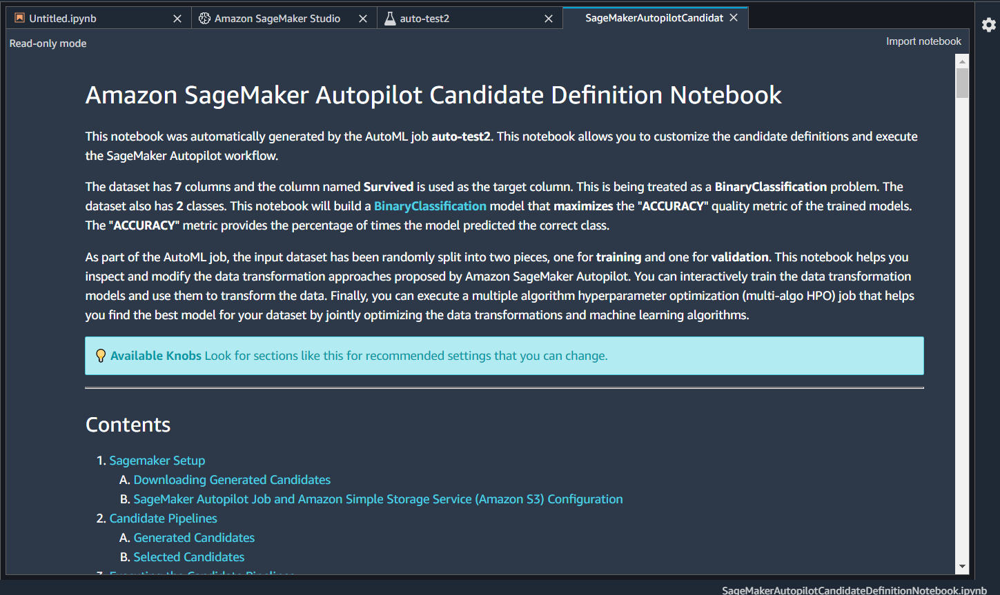 Untitled.ipynb
Amazon SageMaker Studio
auto-test2
SageMakerAutopilotCandidat
Read-only mode
Import notebook
Amazon SageMaker Autopilot Candidate Definition Notebook
This notebook was automatically generated by the AutoML job auto-test2. This notebook allows you to customize the candidate definitions and execute
the SageMaker Autopilot workflow.
The dataset has 7 columns and the column named Survived is used as the target column. This is being treated as a BinaryClassification problem. The
dataset also has 2 classes. This notebook will build a BinaryClassification model that maximizes the "ACCURACY" quality metric of the trained models.
The "ACCURACY" metric provides the percentage of times the model predicted the correct class.
As part of the AutoML job, the input dataset has been randomly split into two pieces, one for training and one for validation. This notebook helps you
inspect and modify the data transformation approaches proposed by Amazon SageMaker Autopilot. You can interactively train the data transformation
models and use them to transform the data. Finally, you can execute a multiple algorithm hyperparameter optimization (multi-algo HPO) job that helps
you find the best model for your dataset by jointly optimizing the data transformations and machine learning algorithms.
Available Knobs Look for sections like this for recommended settings that you can change.
Contents
1. Sagemaker Setup
A. Downloading Generated Candidates
B. SageMaker Autopilot Job and Amazon Simple Storage Service (Amazon S3) Configuration
2. Candidate Pipelines
A. Generated Candidates
B. Selected Candidates
3. Executing the Candidate Pipelines
SageMakerAutopilotCandidateDefinitionNotebook.ipynb